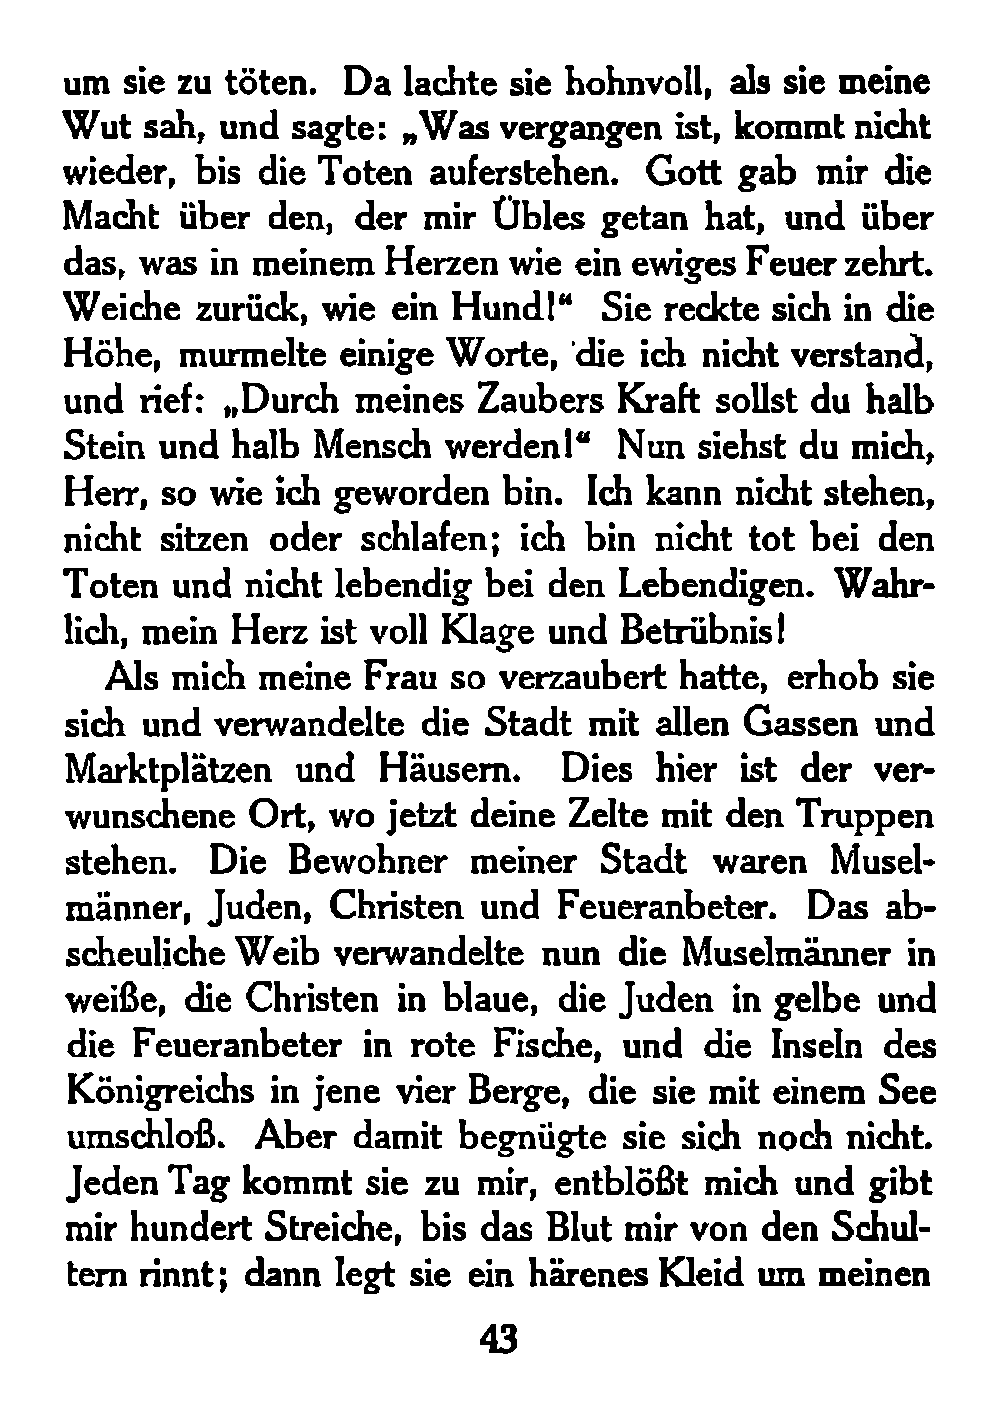 um sie zu töten. Da lachte sie hohnvoll, als sie meine
Wut sah, und sagte: „Was vergangen ist, kommt nicht
wieder, bis die Toten auferstehen. Gott gab mir die
Macht über den, der mir Übles getan hat, und über
das, was in meinem Herzen wie ein ewiges Feuer zehrt.
Weiche zurück, wie ein Hund!“ Sie reckte sich in die
Höhe, murmelte einige Worte, die ich nicht verstand,
und rief: „Durch meines Zaubers Kraft sollst du halb
Stein und halb Mensch werden!“ Nun siehst du mich,
Herr, so wie ich geworden bin. Ich kann nicht stehen,
nicht sitzen oder schlafen; ich bin nicht tot bei den
Toten und nicht lebendig bei den Lebendigen. Wahr-
lich, mein Herz ist voll Klage und Betrübnis!
Als mich meine Frau so verzaubert hatte, erhob sie
sich und verwandelte die Stadt mit allen Gassen und
Marktplätzen und Häusern. Dies hier ist der ver-
wunschene Ort, wo jetzt deine Zelte mit den Truppen
stehen. Die Bewohner meiner Stadt waren Musel-
männer, Juden, Christen und Feueranbeter. Das ab-
scheuliche Weib verwandelte nun die Muselmänner in
weiße, die Christen in blaue, die Juden in gelbe und
die Feueranbeter in rote Fische, und die Inseln des
Königreichs in jene vier Berge, die sie mit einem See
umschloß. Aber damit begnügte sie sich noch nicht.
Jeden Tag kommt sie zu mir, entblößt mich und gibt
mir hundert Streiche, bis das Blut mir von den Schul-
tern rinnt; dann legt sie ein härenes Kleid um meinen
43